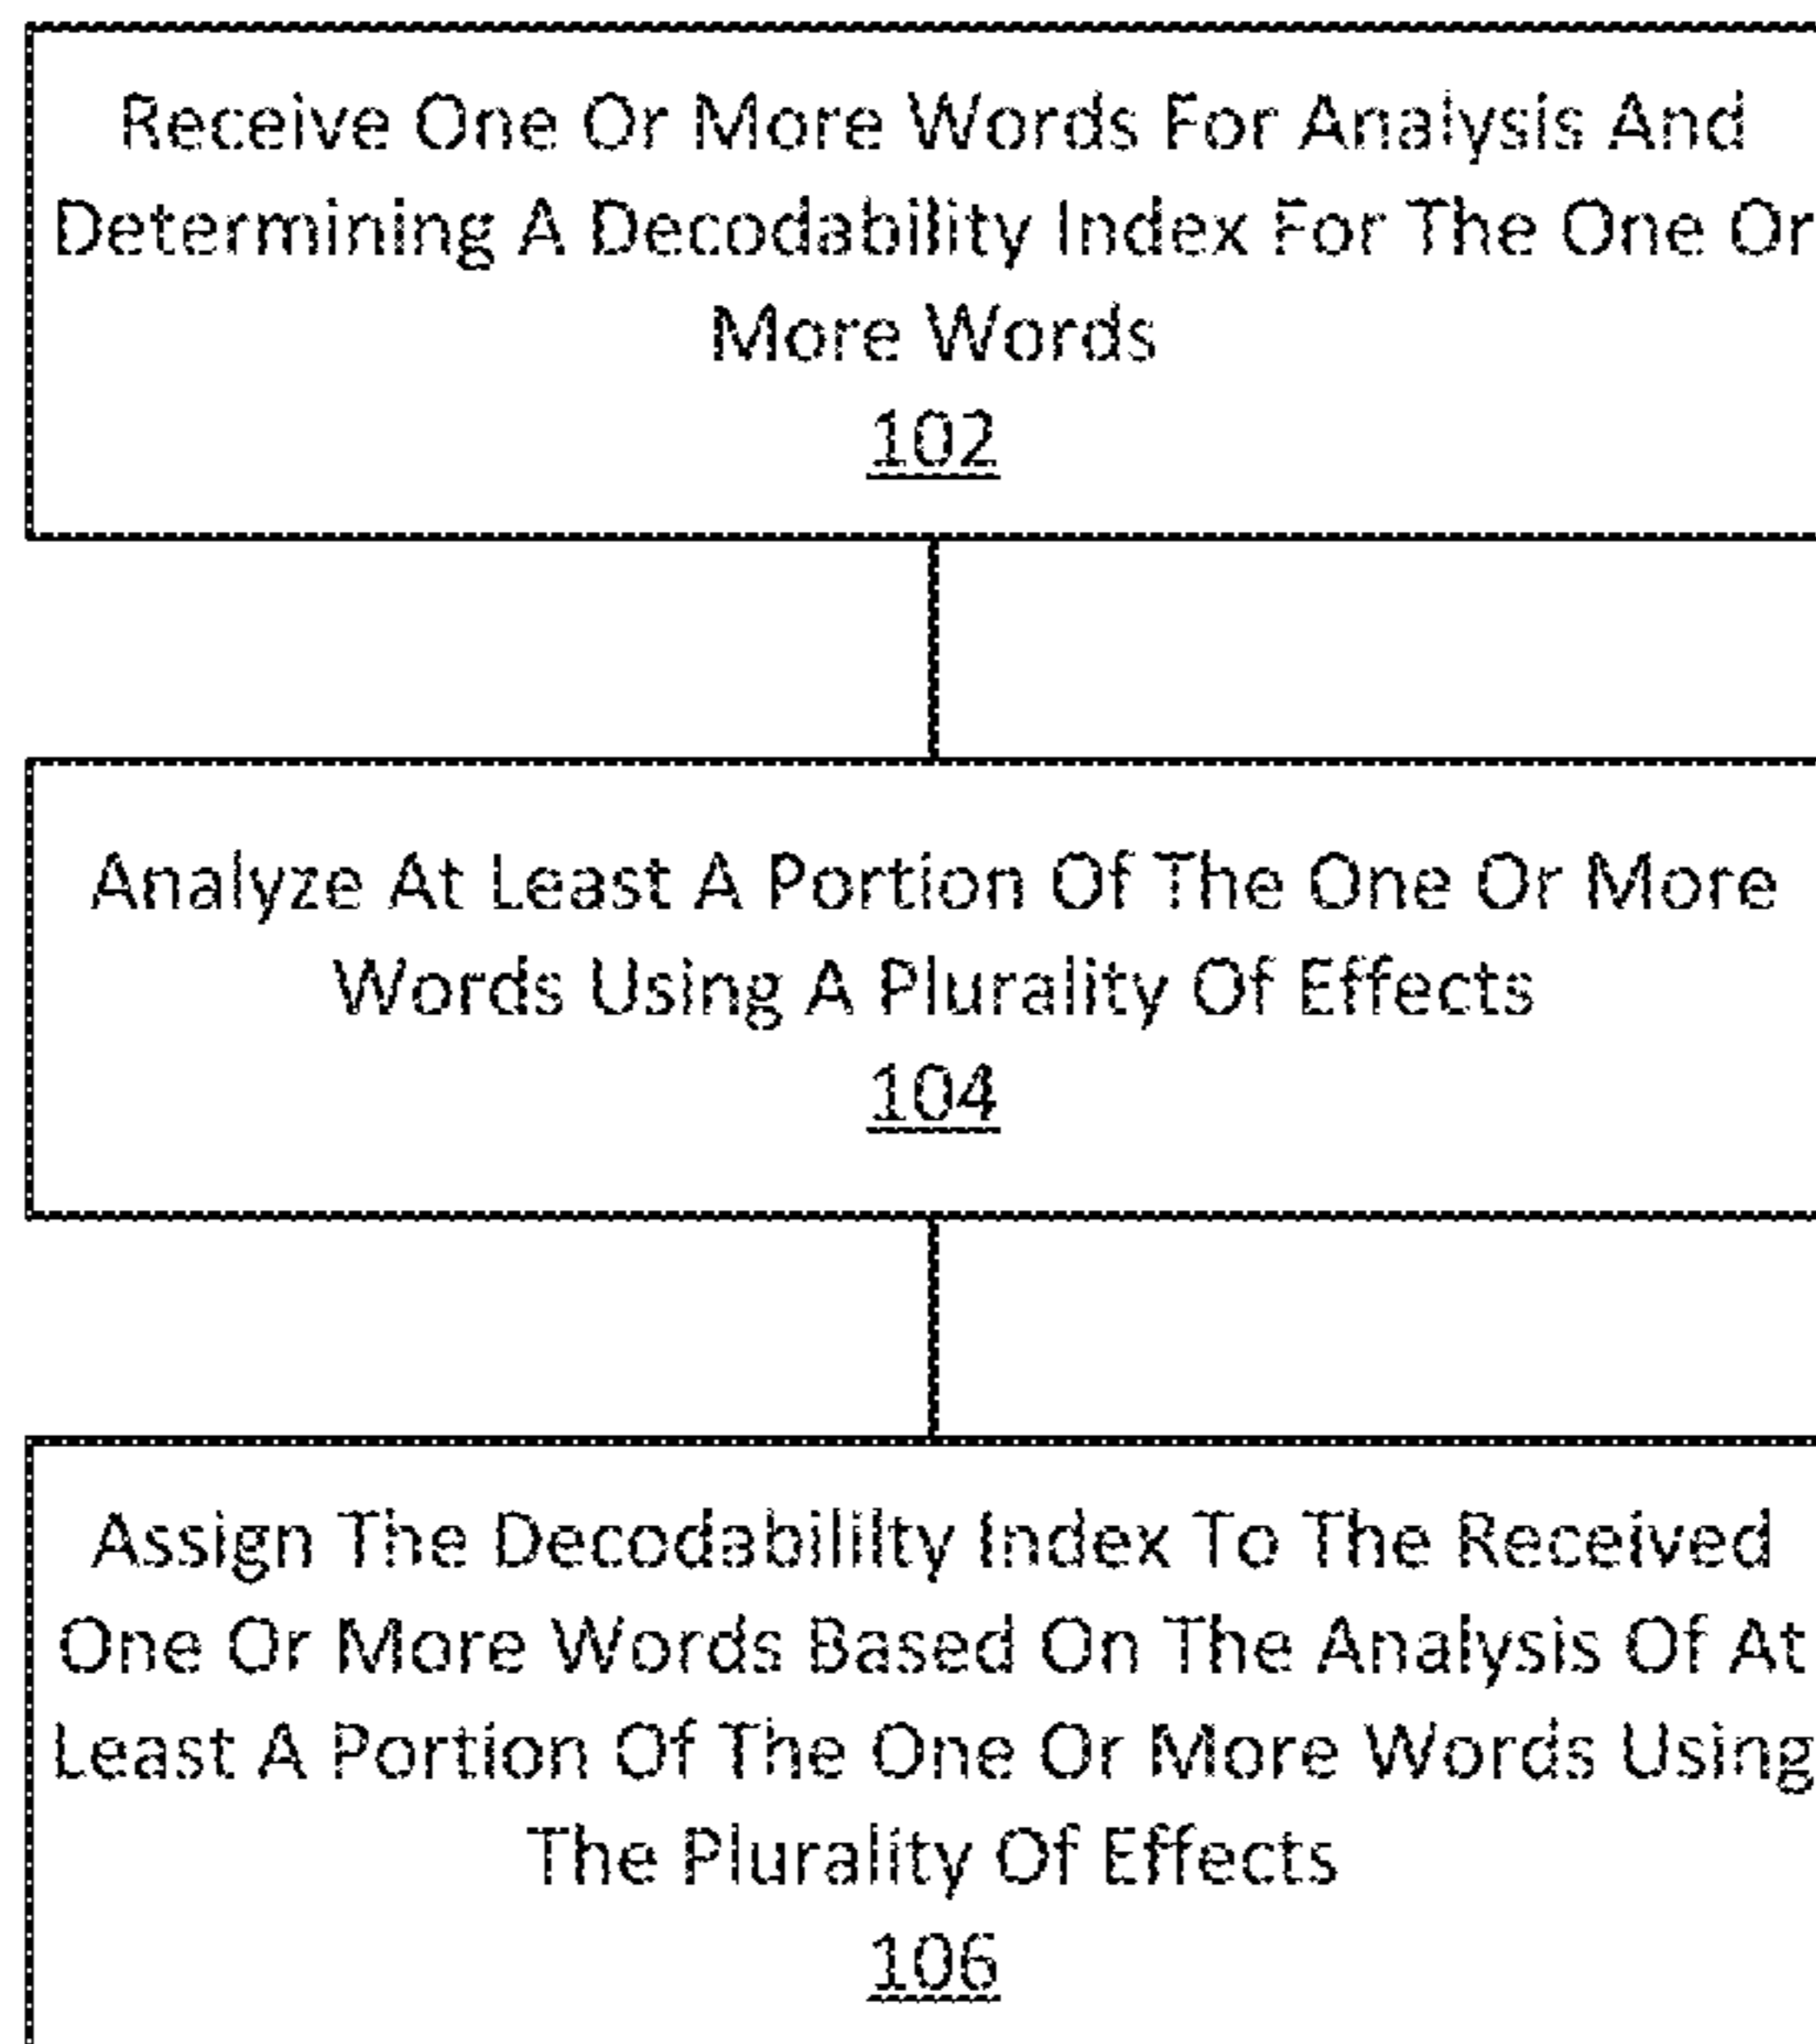 Receive One Or More Words For Analysis And
Determining A Decodability Index For The One Or
More Words
102
Analyze At Least A Portion Of The One Or More
Words Using A Plurality Of Effects
104
Assign The Decodabililty Index To The Received
One Or More Words Based On The Analysis Of At
Least A Portion Of The One Or More Words Using
The Plurality Of Effects
106